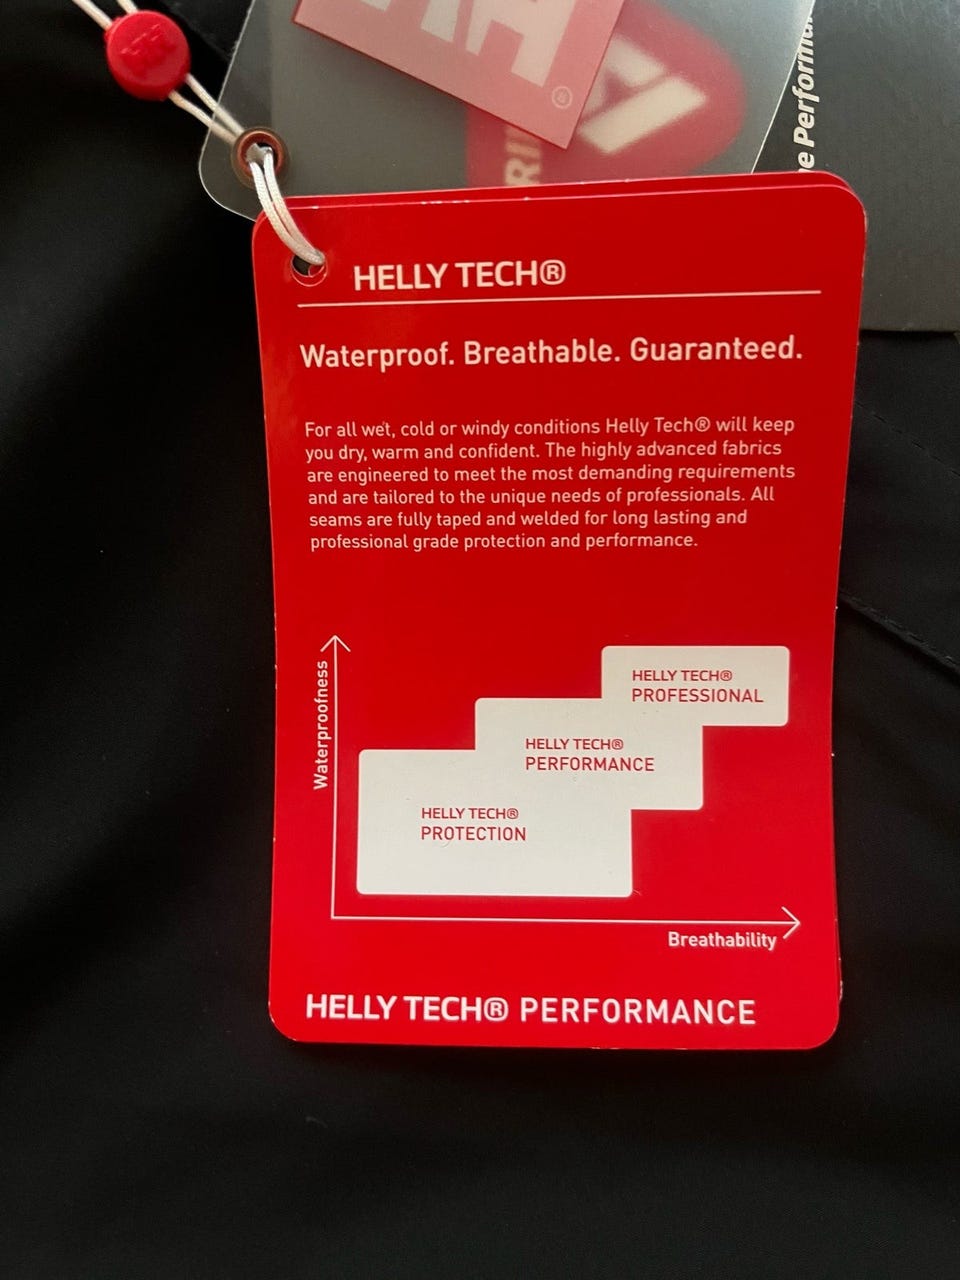 HH
®
RI
e Performa
HELLY TECH®
Waterproof. Breathable. Guaranteed.
For all wet, cold or windy conditions Helly Tech® will keep
you dry, warm and confident. The highly advanced fabrics
are engineered to meet the most demanding requirements
and are tailored to the unique needs of professionals. All
seams are fully taped and welded for long lasting and
professional grade protection and performance.
Waterproofness
HELLY TECH®
PROFESSIONAL
HELLY TECH®
PERFORMANCE
HELLY TECH®
PROTECTION
Breathability
HELLY TECH® PERFORMANCE